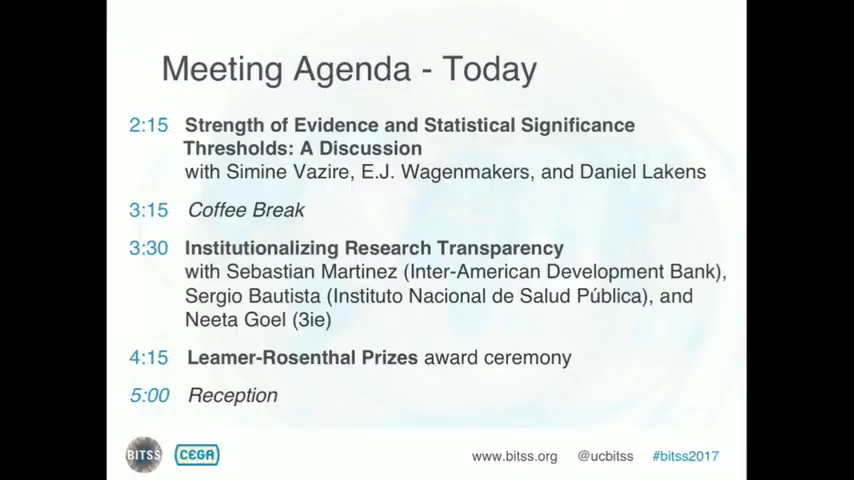 Meeting Agenda - Today
2:15 Strength of Evidence and Statistical Significance
Thresholds: A Discussion
with Simine Vazire, E.J. Wagenmakers, and Daniel Lakens
3:15 Coffee Break
3:30 Institutionalizing Research Transparency
with Sebastian Martinez (Inter-American Development Bank),
Sergio Bautista (Instituto Nacional de Salud Pública), and
Neeta Goel (3ie)
4:15 Leamer-Rosenthal Prizes award ceremony
5:00 Reception
BITSS CEGA www.bitss.org @ucbitss #bitss2017